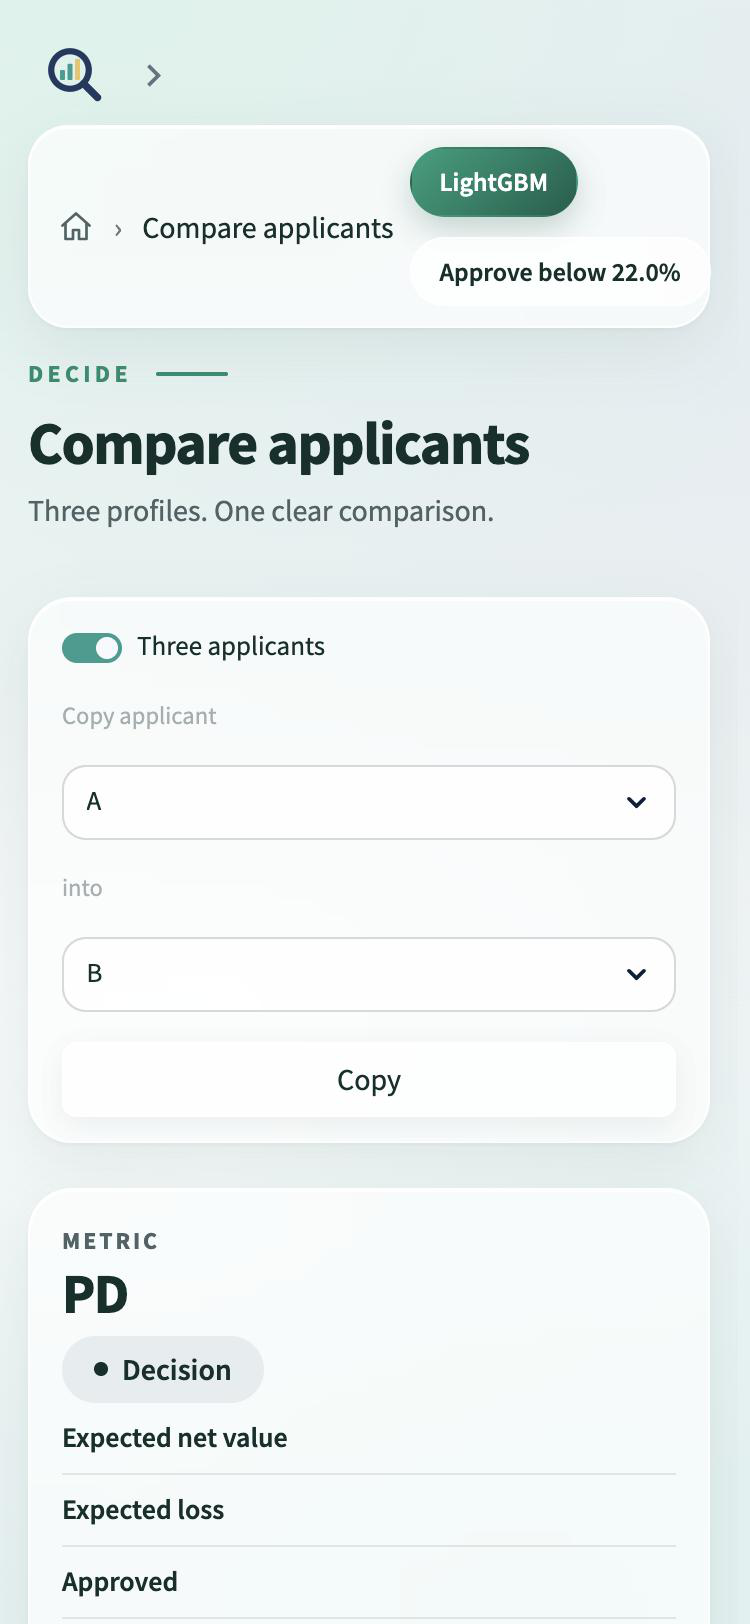 LightGBM
› Compare applicants
Approve below 22.0%
DECIDE
Compare applicants
Three profiles. One clear comparison.
Three applicants
Copy applicant
A
into
B
Copy
METRIC
PD
Decision
Expected net value
Expected loss
Approved